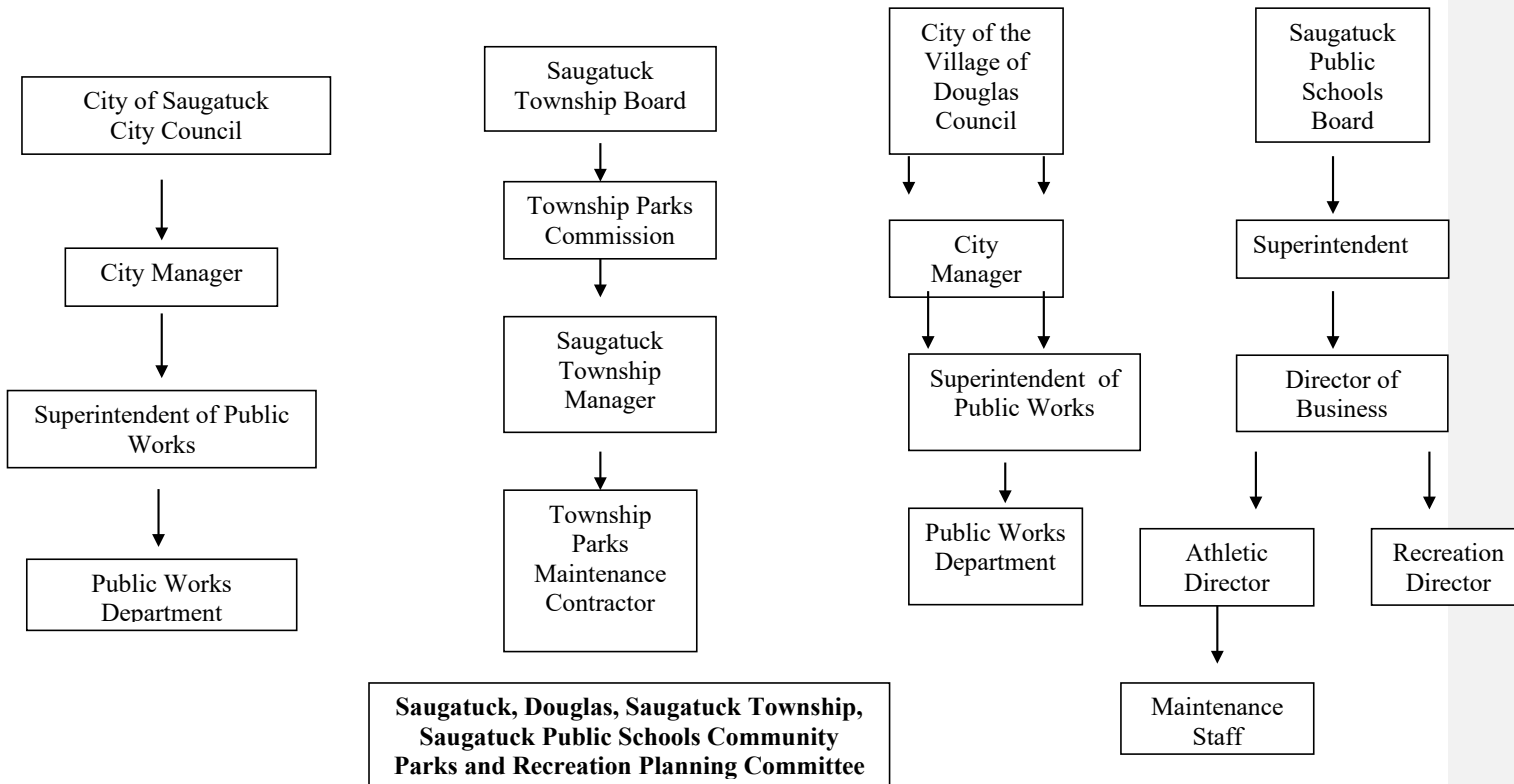 City of Saugatuck
City Council
City Manager
Superintendent of Public
Works
Public Works
Department
Saugatuck
Township Board
Township Parks
Commission
Saugatuck
Township
Manager
Township
Parks
Maintenance
Contractor
City of the
Village of
Douglas
Council
City
Manager
Superintendent of
Public Works
Public Works
Department
Saugatuck
Public
Schools
Board
Superintendent
Director of
Business
Athletic
Director
Recreation
Director
Maintenance
Staff
Saugatuck, Douglas, Saugatuck Township,
Saugatuck Public Schools Community
Parks and Recreation Planning Committee